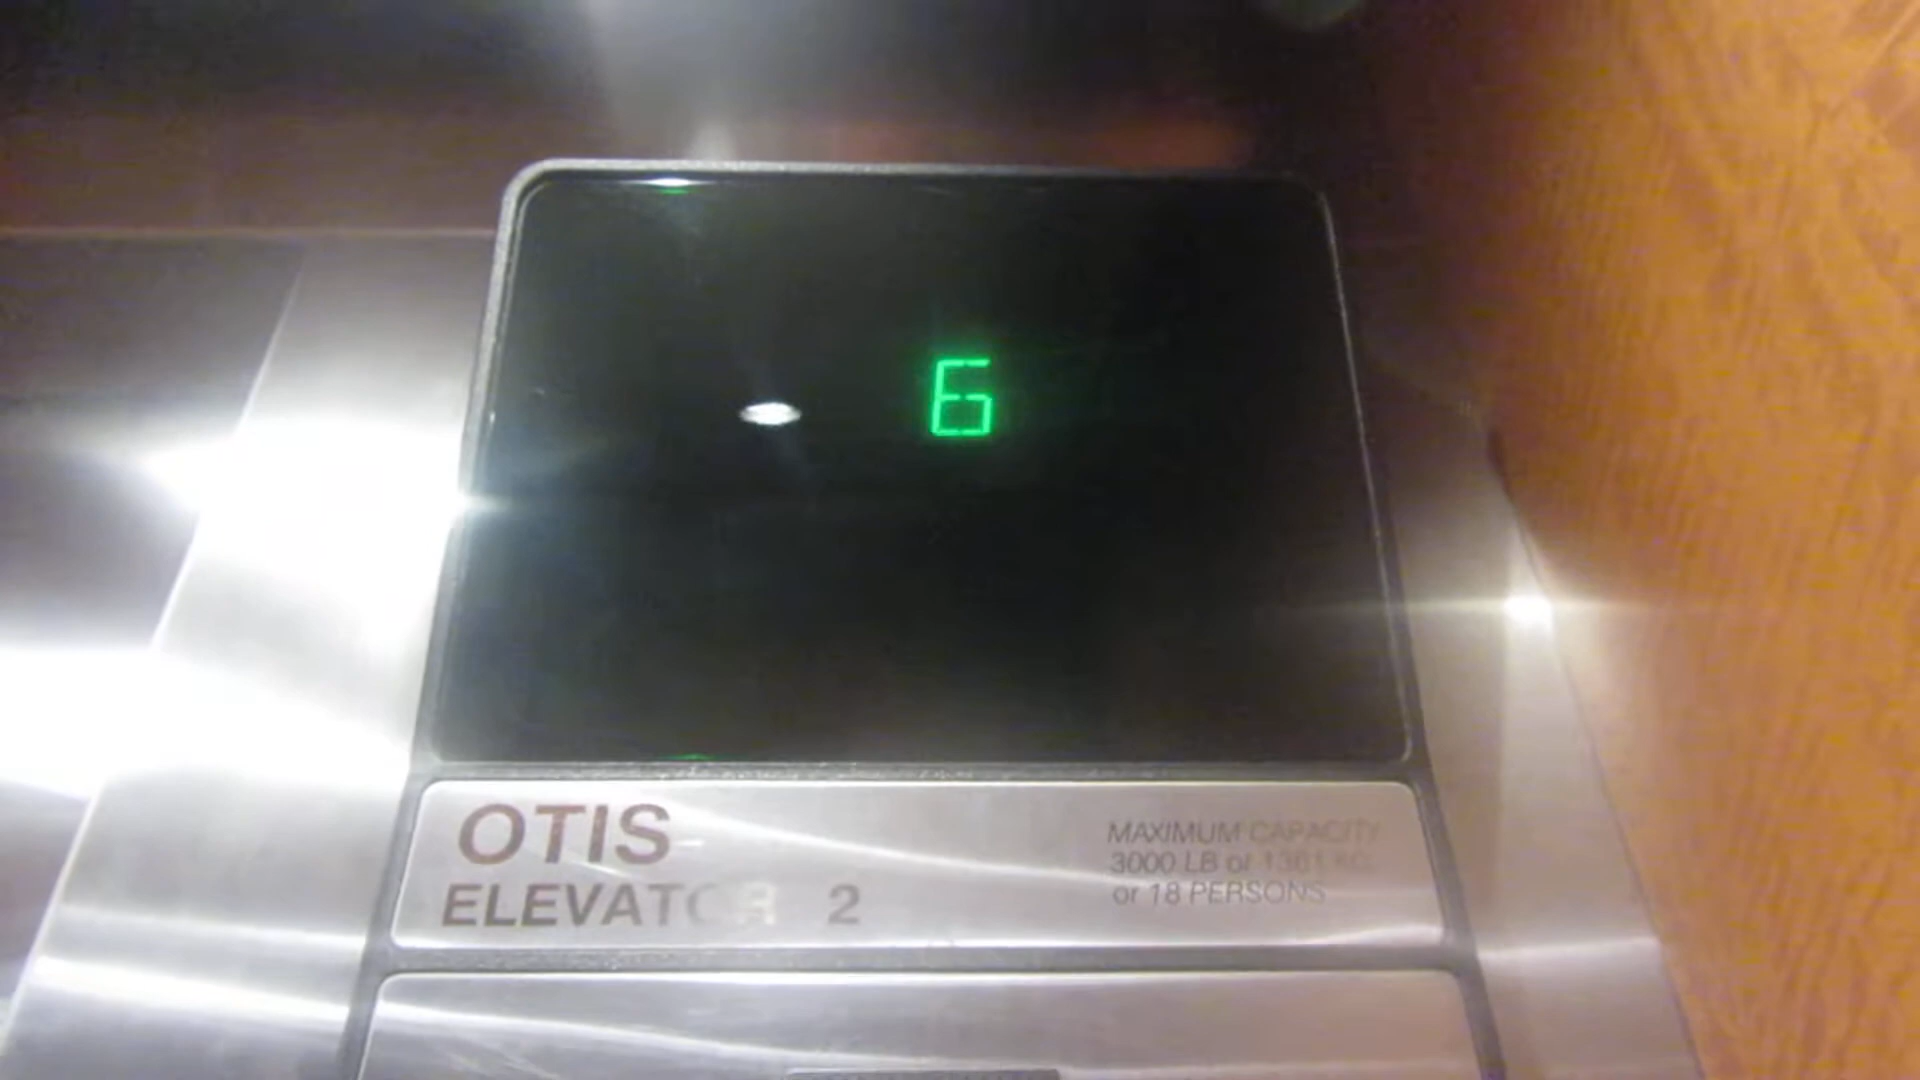 6
OTIS
ELEVATOR 2
MAXIMUM CAPACITY
3000 LB or 1361 KG
or 18 PERSONS